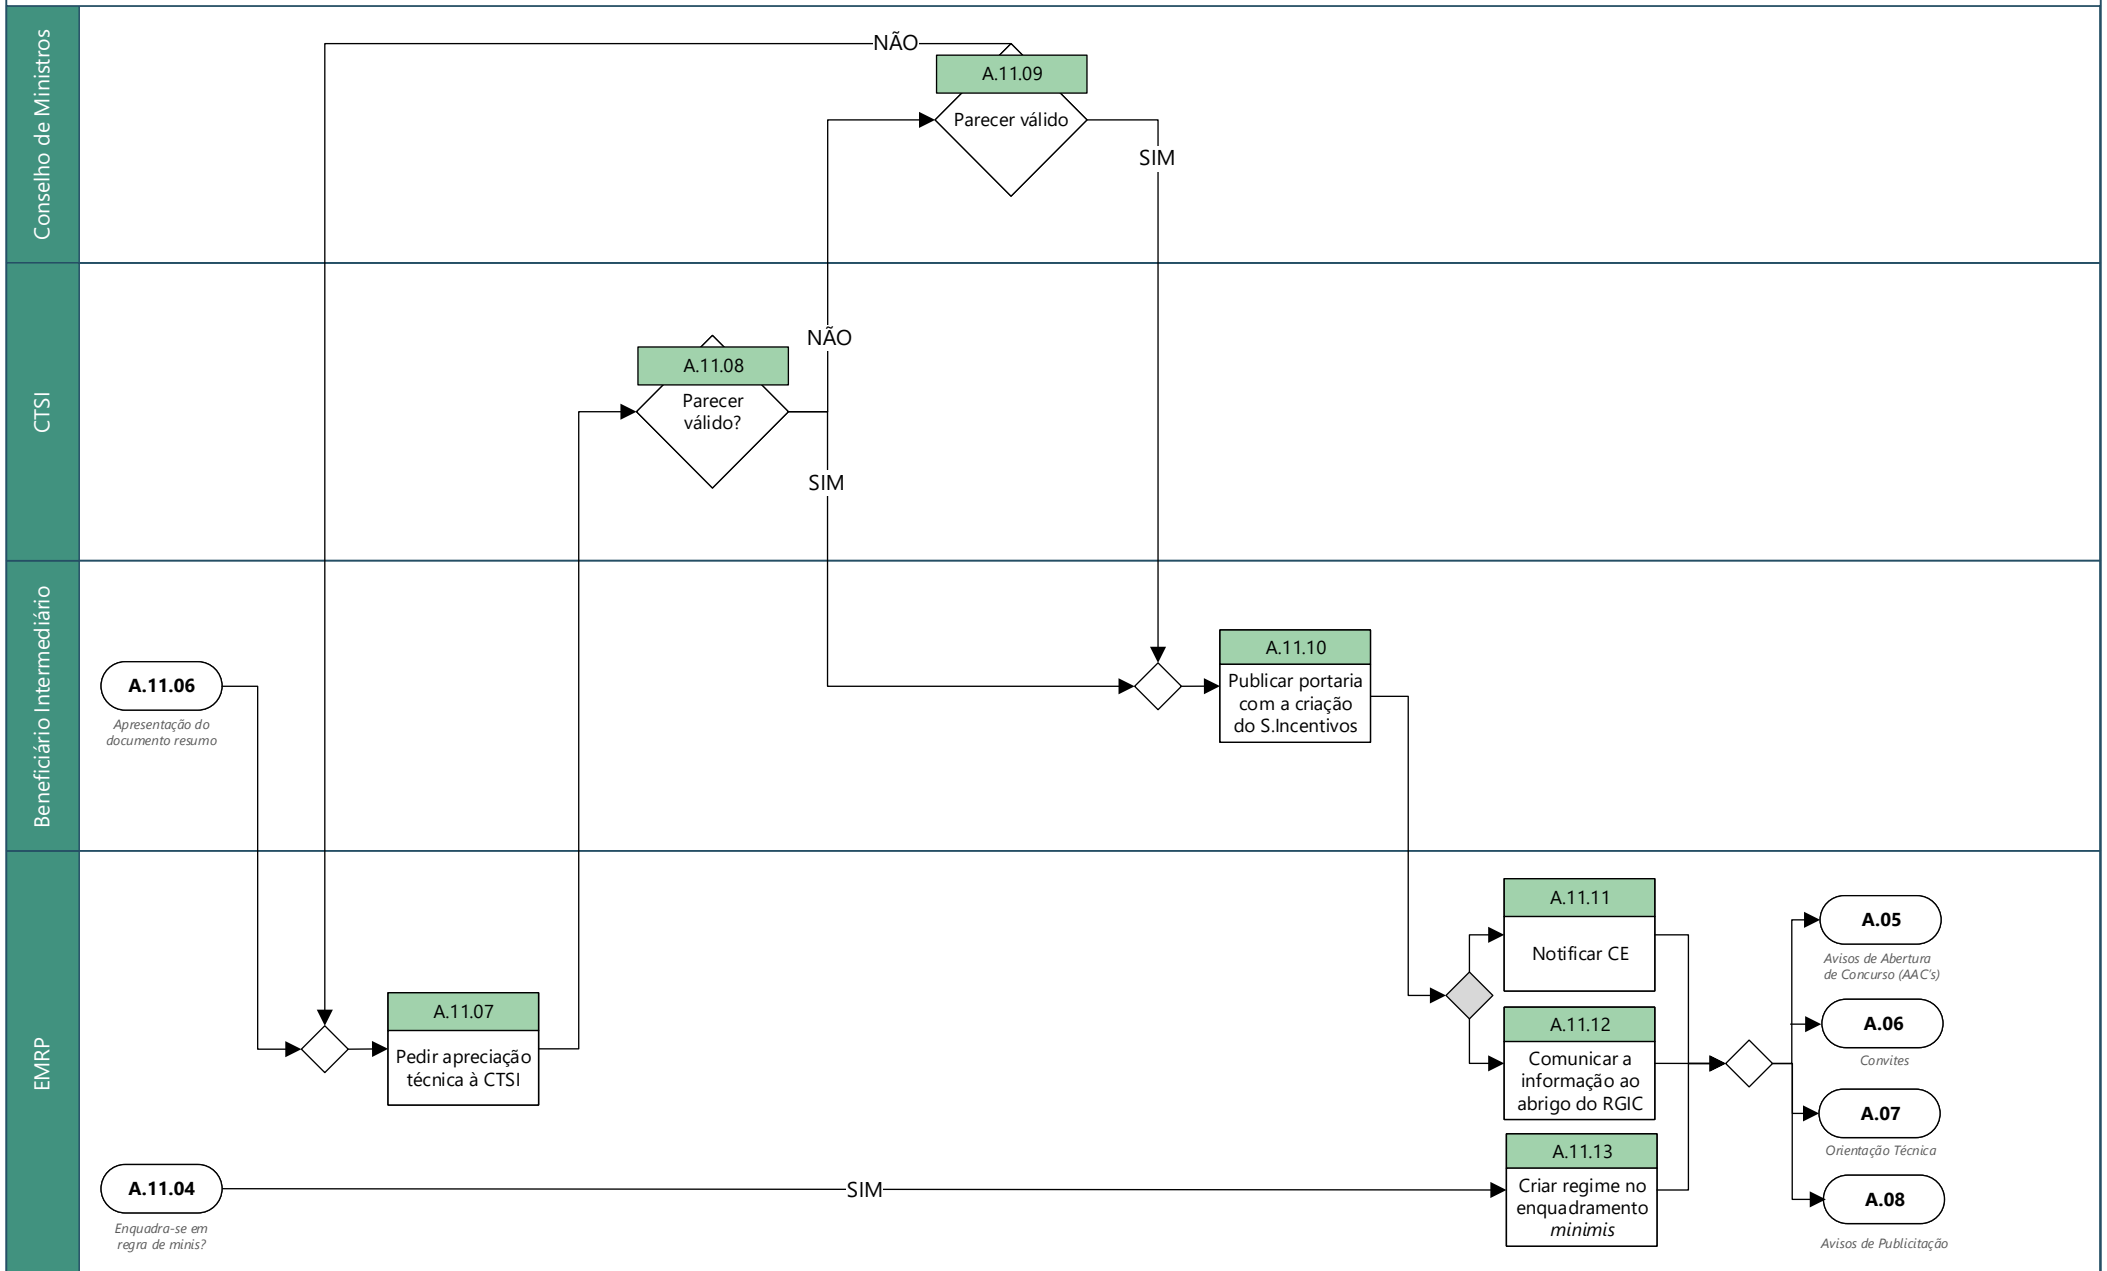 Conselho de Ministros
NÃO
A.11.09
Parecer válido
SIM
CTSI
NÃO
A.11.08
Parecer
válido?
SIM
Beneficiário Intermediário
A.11.06
Apresentação do
documento resumo
A.11.10
Publicar portaria
com a criação
do S.Incentivos
EMRP
A.11.07
Pedir apreciação
técnica à CTSI
A.11.11
Notificar CE
A.11.12
Comunicar a
informação ao
abrigo do RGIC
A.11.04
Enquadra-se em
regra de minis?
SIM
A.11.13
Criar regime no
enquadramento
minimis
A.05
Avisos de Abertura
de Concurso (AAC's)
A.06
Convites
A.07
Orientação Técnica
A.08
Avisos de Publicitação